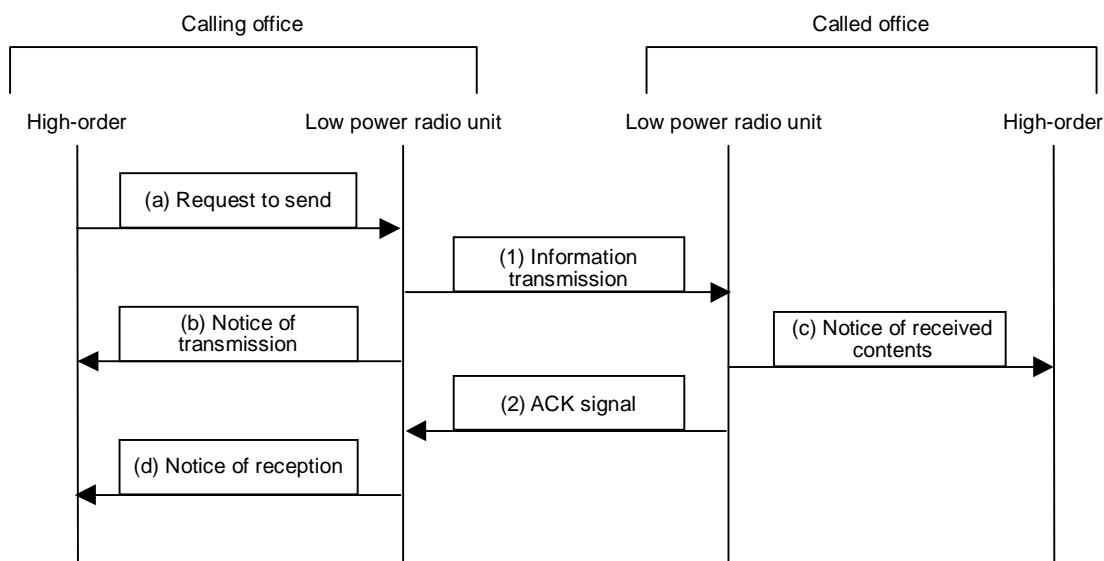 Calling office
Called office
High-order
Low power radio unit
Low power radio unit
High-order
(a) Request to send
(1) Information
transmission
(b) Notice of
transmission
(c) Notice of received
contents
(2) ACK signal
(d) Notice of reception